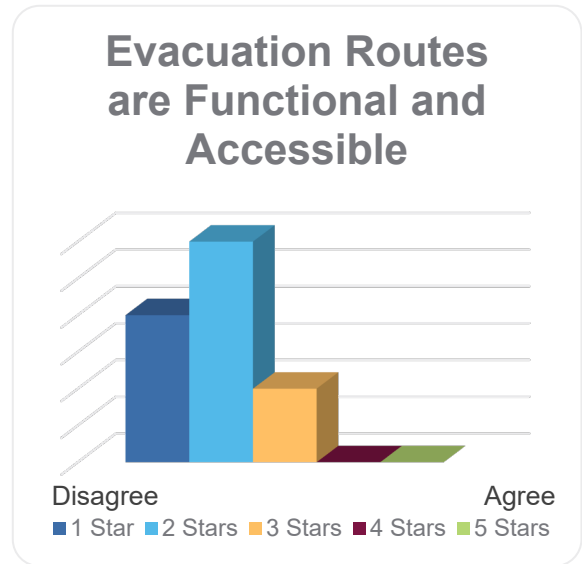 Evacuation Routes
are Functional and
Accessible
Disagree Agree
1 Star 2 Stars 3 Stars 4 Stars 5 Stars